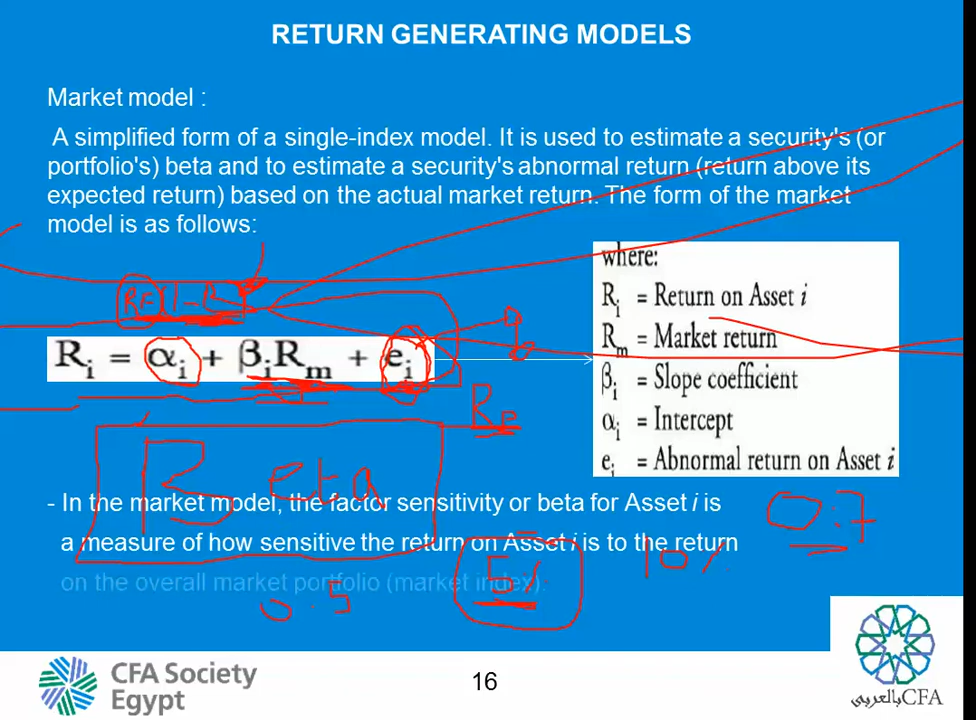 RETURN GENERATING MODELS
Market model :
A simplified form of a single-index model. It is used to estimate a security's (or
portfolio's) beta and to estimate a security's abnormal return (return above its
expected return) based on the actual market return. The form of the market
model is as follows:
RF(1-B
Ri = αi + βiRm + ei
where:
Ri = Return on Asset i
Rm = Market return
βi = Slope coefficient
αi = Intercept
ei = Abnormal return on Asset i
Beta
- In the market model, the factor sensitivity or beta for Asset i is
a measure of how sensitive the return on Asset i is to the return
on the overall market portfolio (market index).
0.5
5%
10%
0.7
CFA Society
Egypt
16
CFAبالعربي